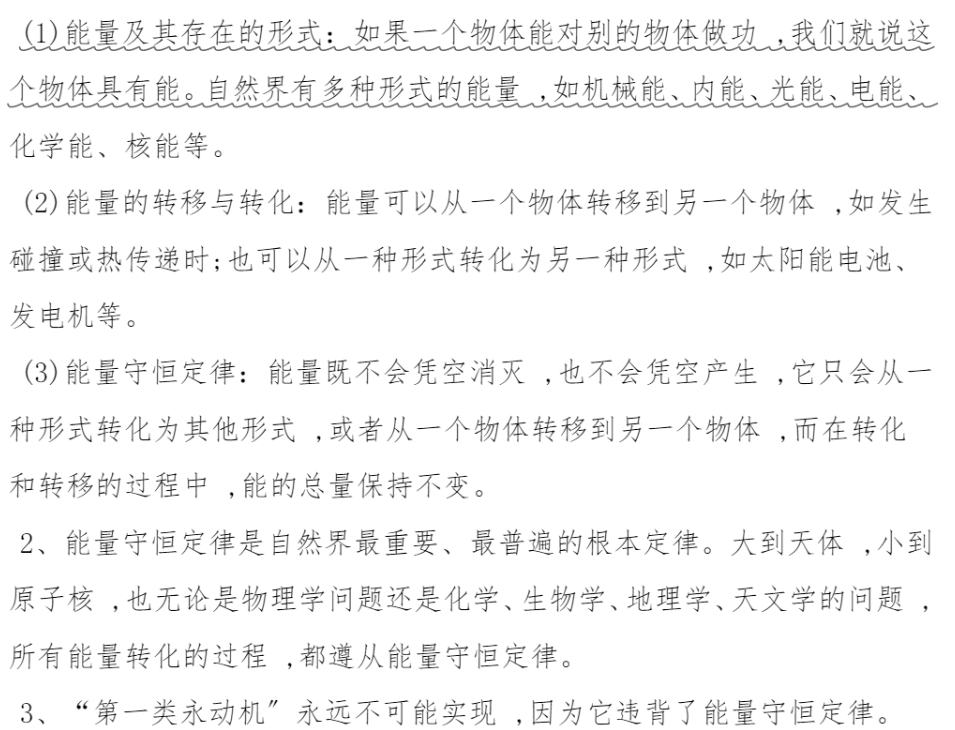 (1)能量及其存在的形式：如果一个物体能对别的物体做功 ,我们就说这
个物体具有能。自然界有多种形式的能量 ,如机械能、内能、光能、电能、
化学能、核能等。
(2)能量的转移与转化：能量可以从一个物体转移到另一个物体 ,如发生
碰撞或热传递时;也可以从一种形式转化为另一种形式 ,如太阳能电池、
发电机等。
(3)能量守恒定律：能量既不会凭空消灭 ,也不会凭空产生 ,它只会从一
种形式转化为其他形式 ,或者从一个物体转移到另一个物体 ,而在转化
和转移的过程中 ,能的总量保持不变。
2、能量守恒定律是自然界最重要、最普遍的根本定律。大到天体 ,小到
原子核 ,也无论是物理学问题还是化学、生物学、地理学、天文学的问题 ,
所有能量转化的过程 ,都遵从能量守恒定律。
3、“第一类永动机〞永远不可能实现 ,因为它违背了能量守恒定律。